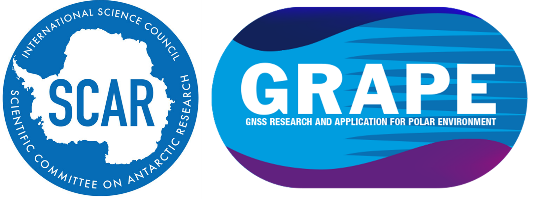 INTERNATIONAL SCIENCE COUNCIL
SCAR
SCIENTIFIC COMMITTEE ON ANTARCTIC RESEARCH
GRAPE
GNSS RESEARCH AND APPLICATION FOR POLAR ENVIRONMENT